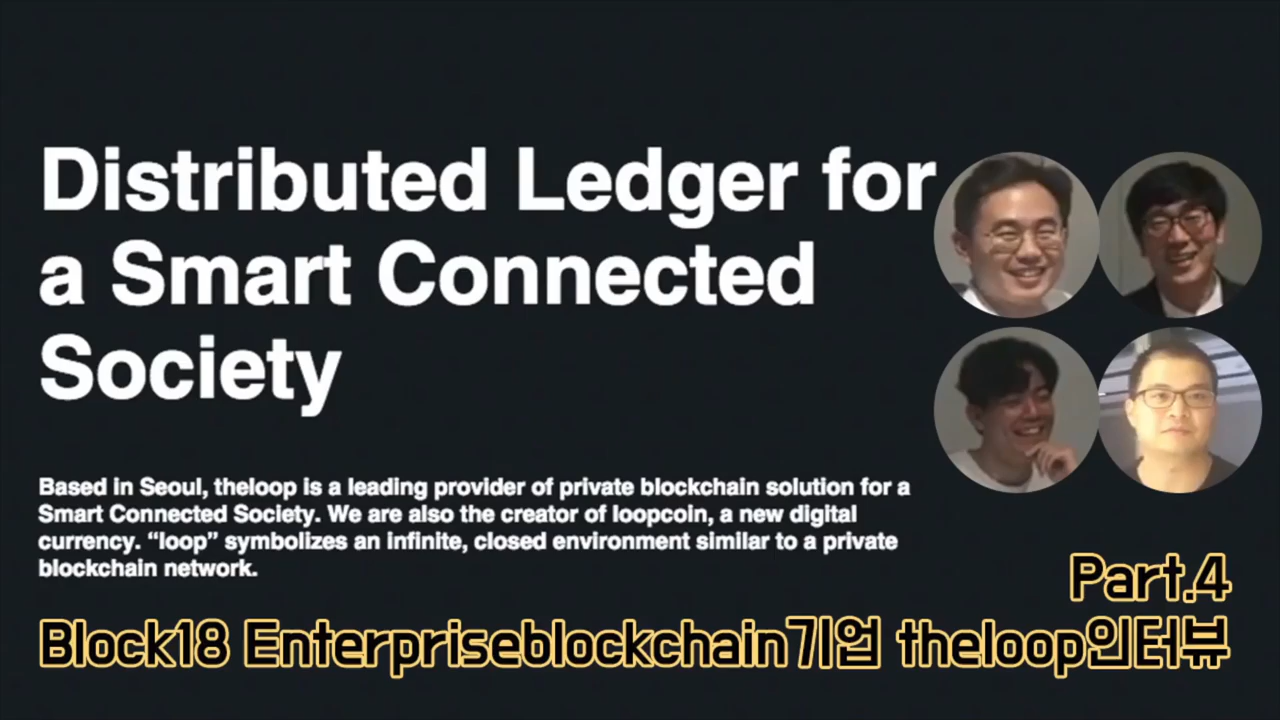 Distributed Ledger for
a Smart Connected
Society
Based in Seoul, theloop is a leading provider of private blockchain solution for a
Smart Connected Society. We are also the creator of loopcoin, a new digital
currency. “loop” symbolizes an infinite, closed environment similar to a private
blockchain network.
Part.4
Block18 Enterpriseblockchain기업 theloop인터뷰